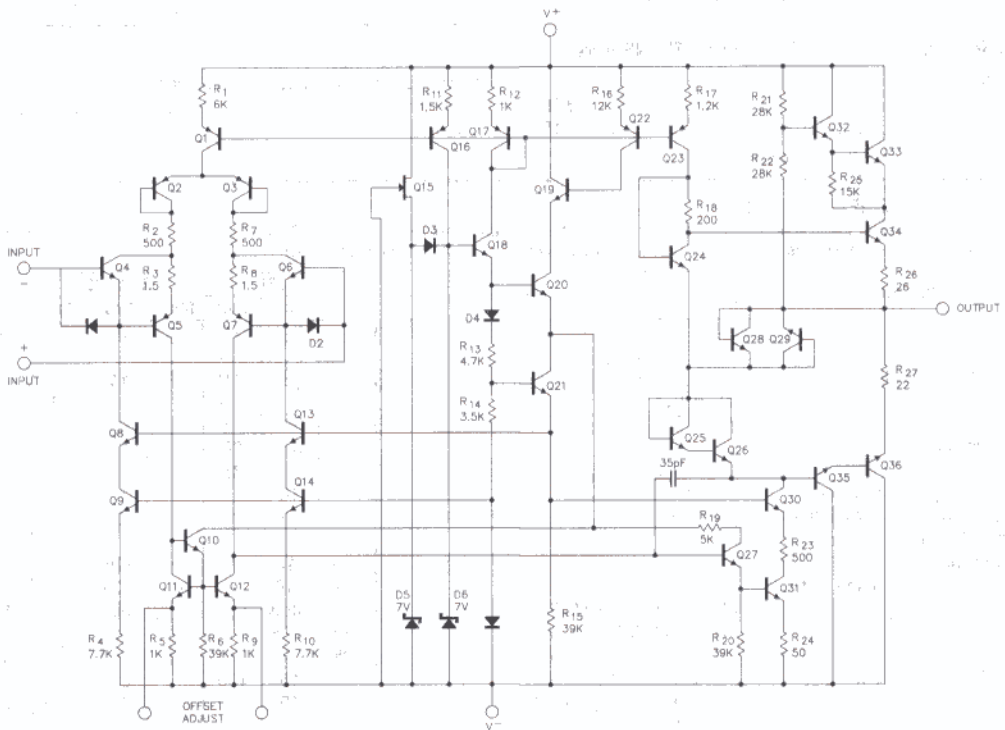 V+
R1
6K
R11
1.5K
R12
1K
R16
12K
R17
1.2K
R21
28K
Q1
Q16
Q17
Q22
Q23
Q32
Q33
R22
28K
R25
15K
Q2
Q3
Q15
Q19
R18
200
R2
500
R7
500
D3
Q18
Q24
Q34
INPUT
-
Q4
R3
1.5
R8
1.5
Q6
Q20
R26
26
Q5
Q7
D2
D4
Q28
Q29
OUTPUT
+
INPUT
R13
4.7K
Q21
R27
22
R14
3.5K
Q8
Q13
Q25
Q26
35pF
Q9
Q14
Q30
Q35
Q36
Q10
R19
5K
Q27
R23
500
Q11
Q12
Q31
D5
7V
D6
7V
R15
39K
R4
7.7K
R5
1K
R6
39K
R9
1K
R10
7.7K
R20
39K
R24
50
OFFSET
ADJUST
V-